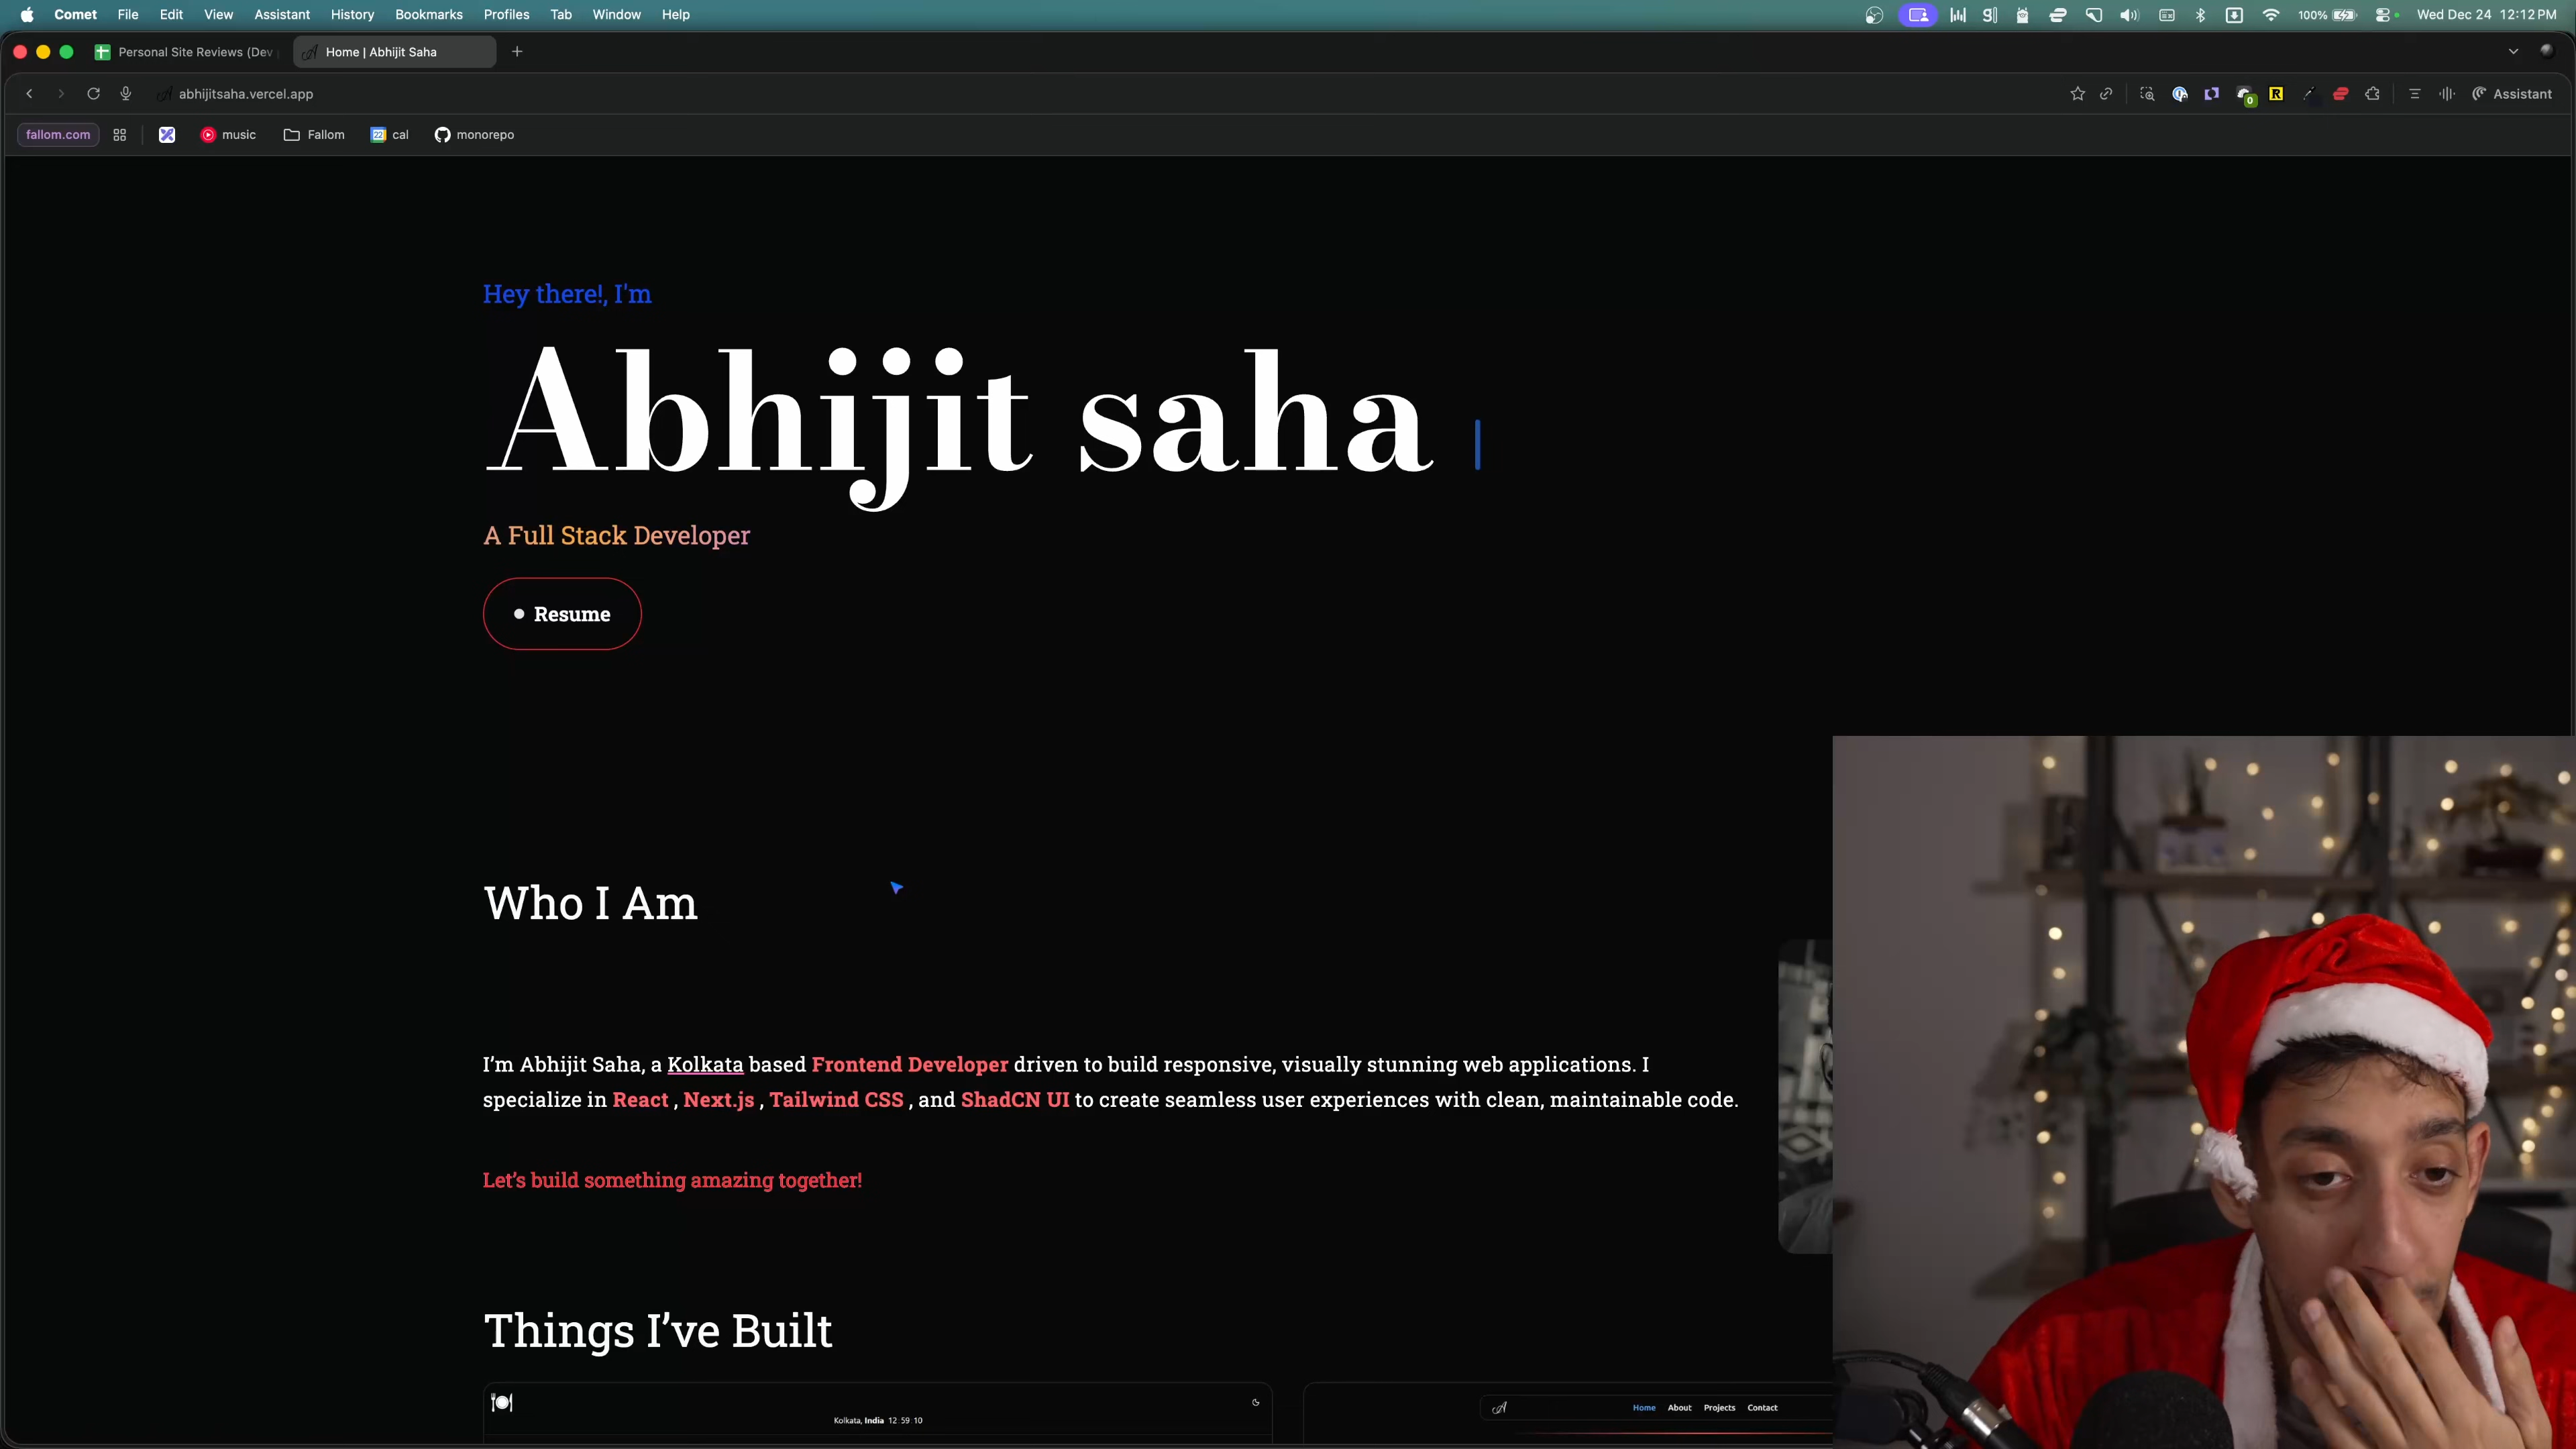 Comet File Edit View Assistant History Bookmarks Profiles Tab Window Help 100% Wed Dec 24 12:12 PM
Personal Site Reviews (Dev Home | Abhijit Saha
abhijitsaha.vercel.app Assistant
fallom.com music Fallom 22 cal monorepo
Hey there!, I'm
Abhijit saha
A Full Stack Developer
Resume
Who I Am
I’m Abhijit Saha, a Kolkata based Frontend Developer driven to build responsive, visually stunning web applications. I
specialize in React , Next.js , Tailwind CSS , and ShadCN UI to create seamless user experiences with clean, maintainable code.
Let’s build something amazing together!
Things I’ve Built
Kolkata, India 12:59:10
Home About Projects Contact